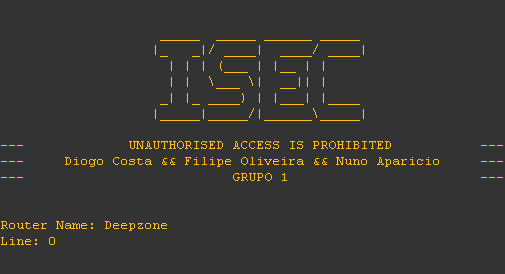 ISEC
--- UNAUTHORISED ACCESS IS PROHIBITED ---
--- Diogo Costa && Filipe Oliveira && Nuno Aparicio ---
--- GRUPO 1 ---
Router Name: Deepzone
Line: 0